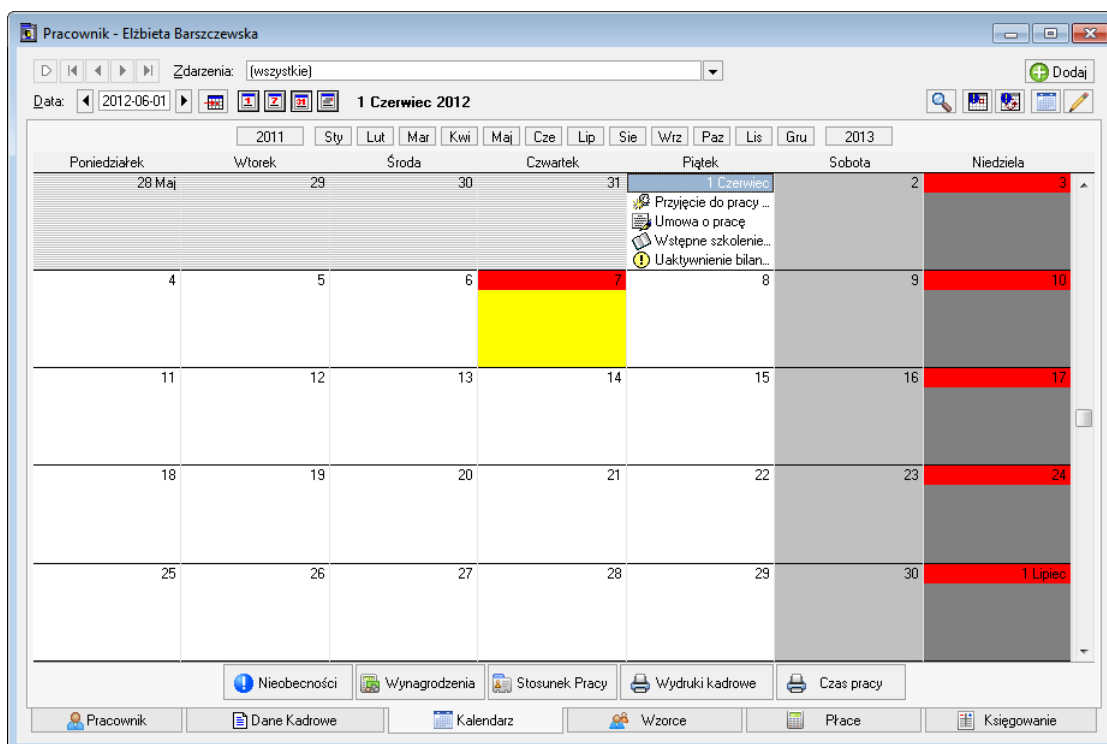 Pracownik - Elżbieta Barszczewska
Zdarzenia: (wszystkie) Dodaj
Data: 2012-06-01 1 7 31 1 Czerwiec 2012
2011 Sty Lut Mar Kwi Maj Cze Lip Sie Wrz Paz Lis Gru 2013
Poniedziałek Wtorek Środa Czwartek Piątek Sobota Niedziela
28 Maj 29 30 31 1 Czerwiec 2 3
Przyjęcie do pracy ...
Umowa o pracę
Wstępne szkolenie...
Uaktywnienie bilan...
4 5 6 7 8 9 10
11 12 13 14 15 16 17
18 19 20 21 22 23 24
25 26 27 28 29 30 1 Lipiec
Nieobecności Wynagrodzenia Stosunek Pracy Wydruki kadrowe Czas pracy
Pracownik Dane Kadrowe Kalendarz Wzorce Płace Księgowanie